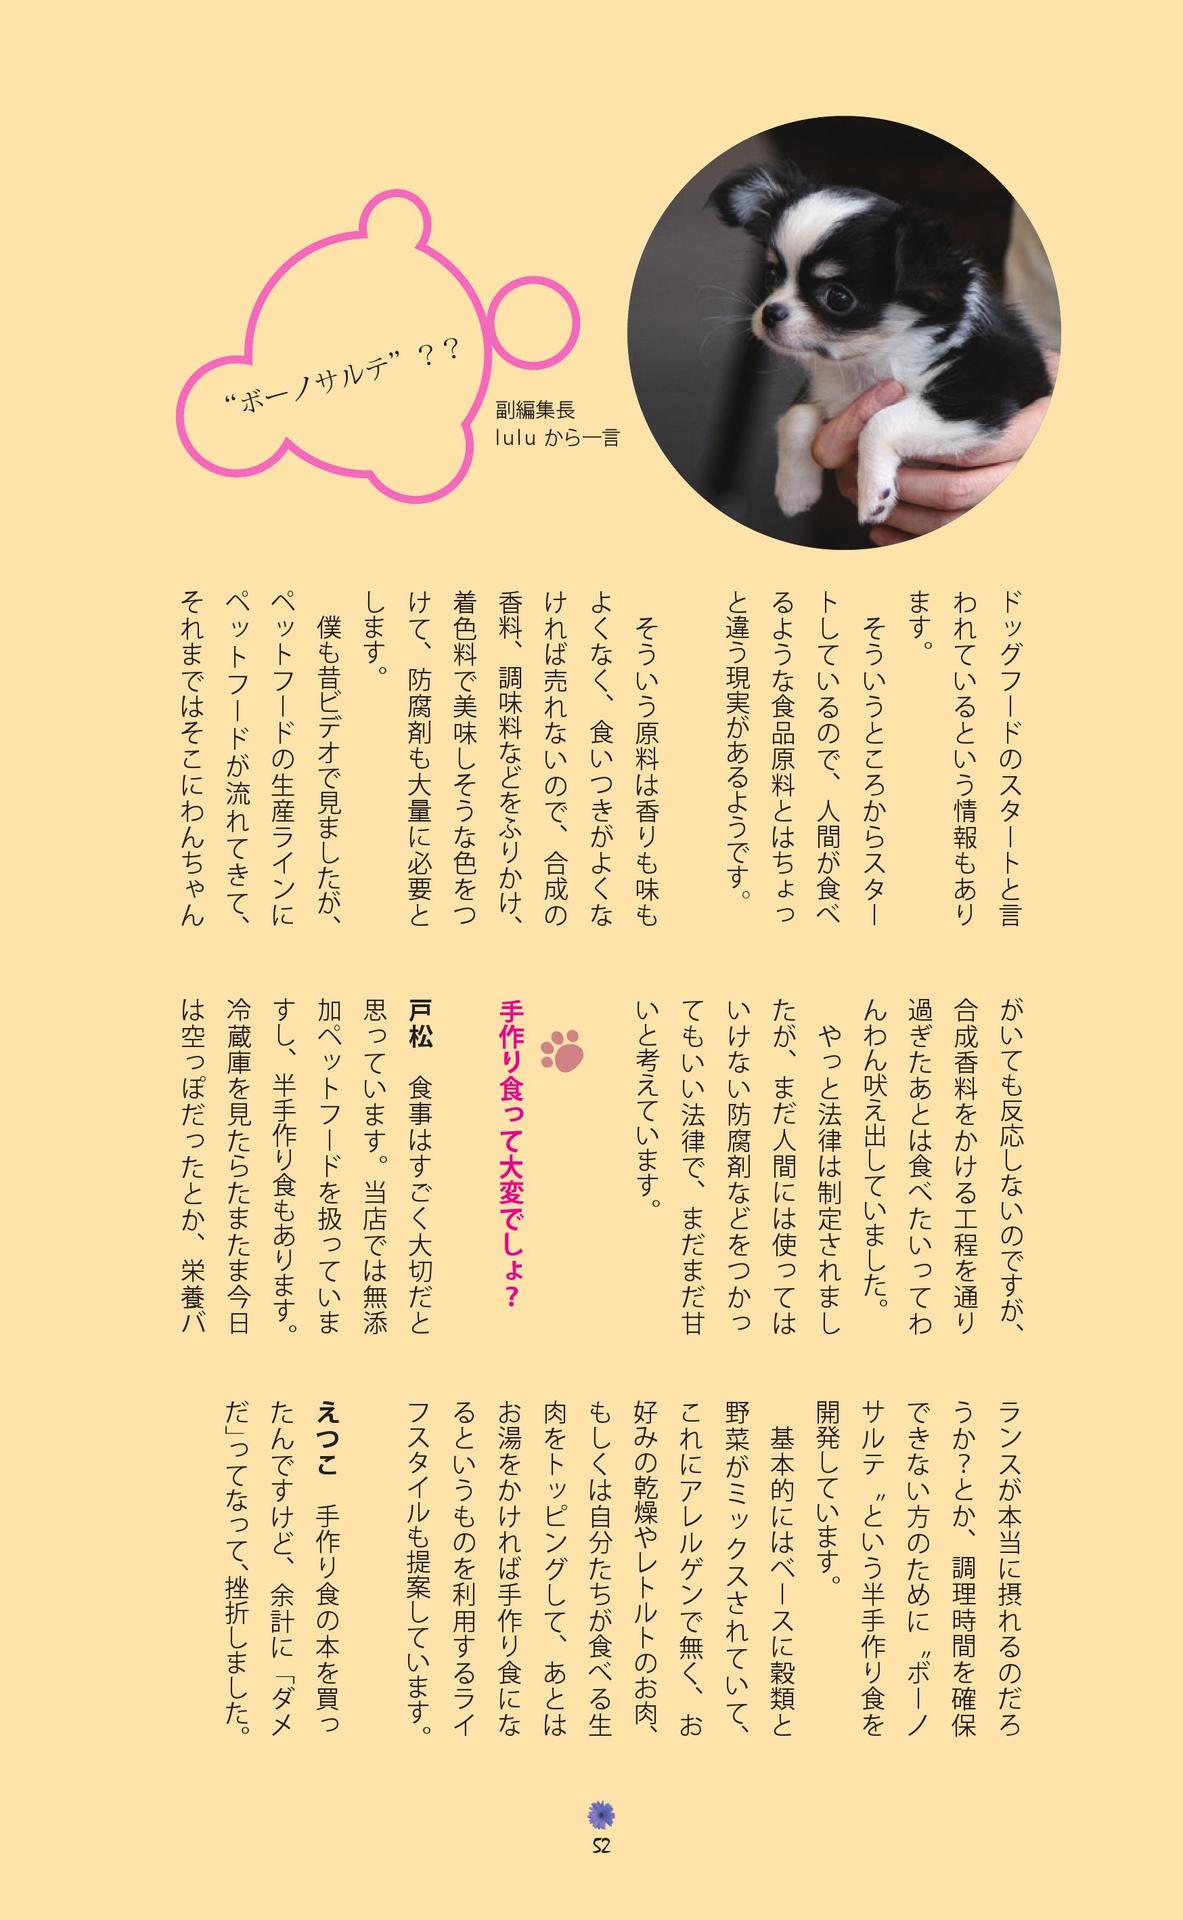 “ボーノサルテ”？？
副編集長
lulu から一言
ドッグフードのスタートと言
われているという情報もあり
ます。
そういうところからスター
トしているので、人間が食べ
るような食品原料とはちょっ
と違う現実があるようです。
そういう原料は香りも味も
よくなく、食いつきがよくな
ければ売れないので、合成の
香料、調味料などをふりかけ、
着色料で美味しそうな色をつ
けて、防腐剤も大量に必要と
します。
僕も昔ビデオで見ましたが、
ペットフードの生産ラインに
ペットフードが流れてきて、
それまではそこにわんちゃん
がいても反応しないのですが、
合成香料をかける工程を通り
過ぎたあとは食べたいってわ
んわん吠え出していました。
やっと法律は制定されまし
たが、まだ人間には使っては
いけない防腐剤などをつかっ
てもいい法律で、まだまだ甘
いと考えています。
手作り食って大変でしょ？
戸松　食事はすごく大切だと
思っています。当店では無添
加ペットフードを扱っていま
すし、半手作り食もあります。
冷蔵庫を見たらたまたま今日
は空っぽだったとか、栄養バ
ランスが本当に摂れるのだろ
うか？とか、調理時間を確保
できない方のために〝ボーノ
サルテ〟という半手作り食を
開発しています。
基本的にはベースに穀類と
野菜がミックスされていて、
これにアレルゲンで無く、お
好みの乾燥やレトルトのお肉、
もしくは自分たちが食べる生
肉をトッピングして、あとは
お湯をかければ手作り食にな
るというものを利用するライ
フスタイルも提案しています。
えつこ　手作り食の本を買っ
たんですけど、余計に「ダメ
だ」ってなって、挫折しました。
52